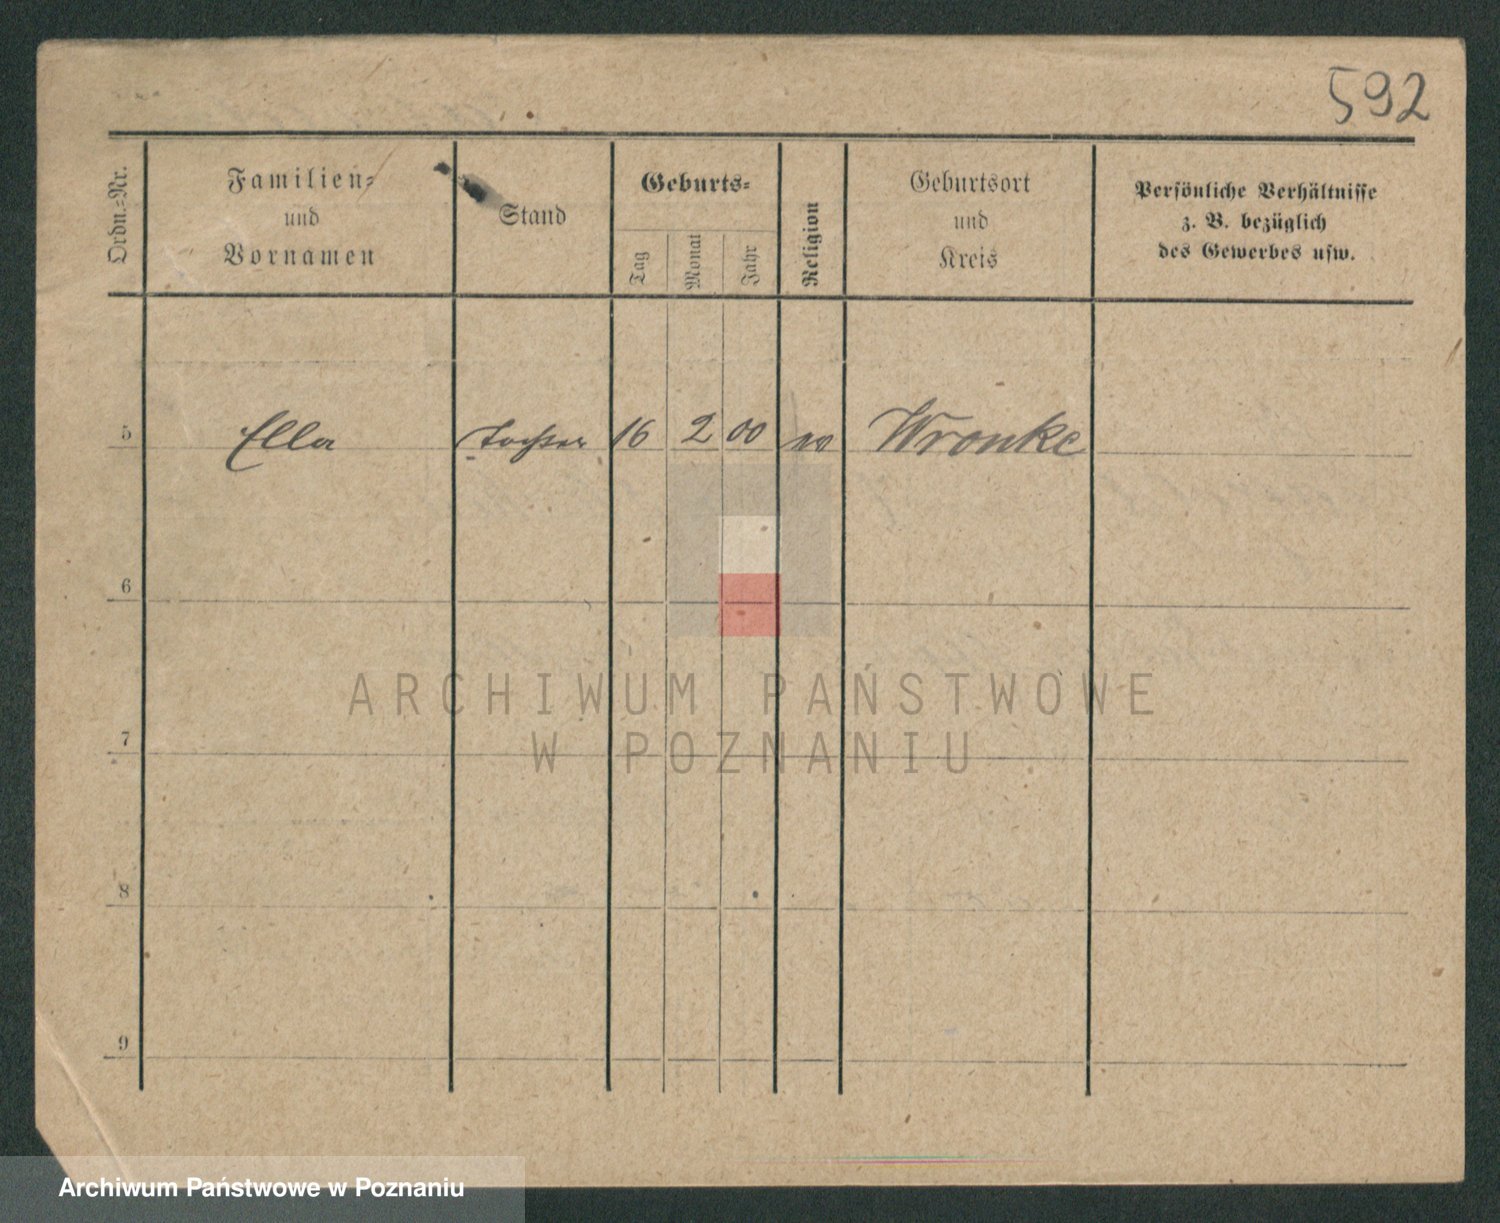 592
Ordn.=Nr.
Familien=
und
Vornamen
Stand
Geburts=
Tag
Monat
Jahr
Religion
Geburtsort
und
Kreis
Persönliche Verhältnisse
z. B. bezüglich
des Gewerbes usw.
5 Ella Tochter 16 2 00 Wronke
6
7
8
9
ARCHIWUM PAŃSTWOWE
W POZNANIU
Archiwum Państwowe w Poznaniu